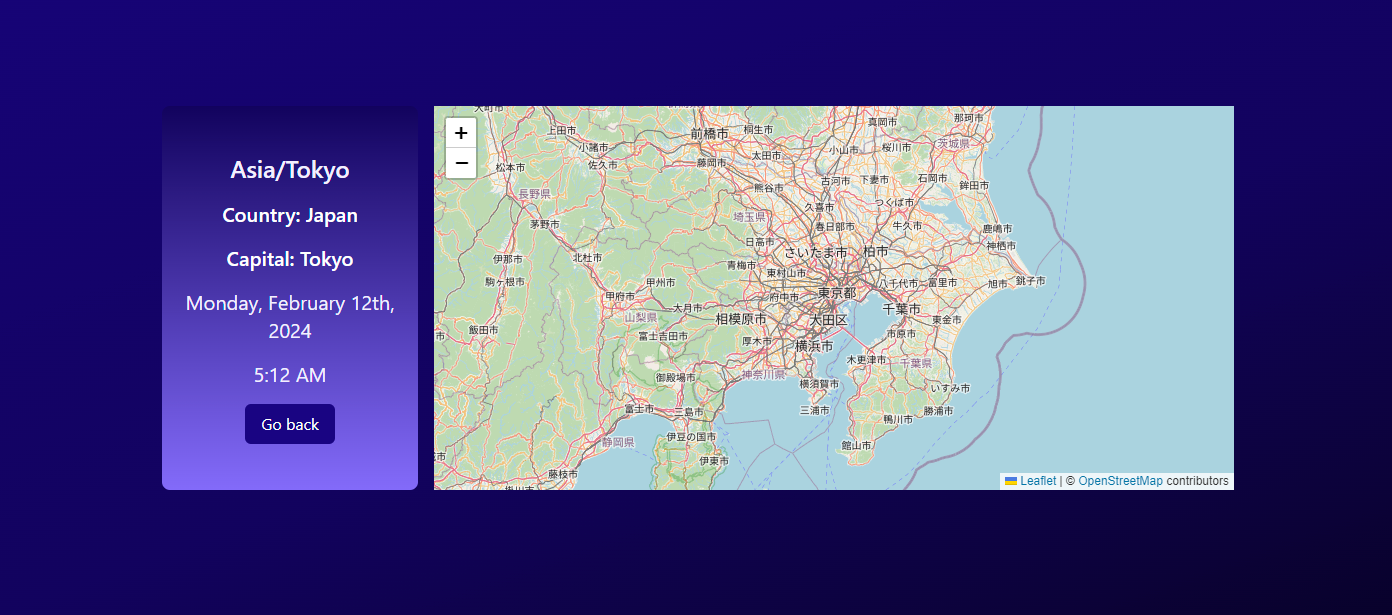 Asia/Tokyo
Country: Japan
Capital: Tokyo
Monday, February 12th,
2024
5:12 AM
Go back
+
−
大町市
上田市
小諸市
佐久市
松本市
長野県
茅野市
伊那市
駒ヶ根市
北杜市
飯田市
前橋市
桐生市
藤岡市
太田市
小山市
真岡市
桜川市
那珂市
茨城県
熊谷市
古河市
下妻市
石岡市
鉾田市
久喜市
つくば市
埼玉県
春日部市
牛久市
鹿嶋市
神栖市
日高市
さいたま市
柏市
青梅市
東村山市
八千代市
富里市
旭市
銚子市
甲府市
甲州市
大月市
府中市
東京都
千葉市
山梨県
相模原市
大田区
東金市
富士吉田市
厚木市
横浜市
市原市
木更津市
千葉県
御殿場市
神奈川県
横須賀市
いすみ市
富士市
三島市
三浦市
鴨川市
勝浦市
静岡県
伊豆の国市
館山市
伊東市
藤枝市
掛川市
Leaflet | © OpenStreetMap contributors